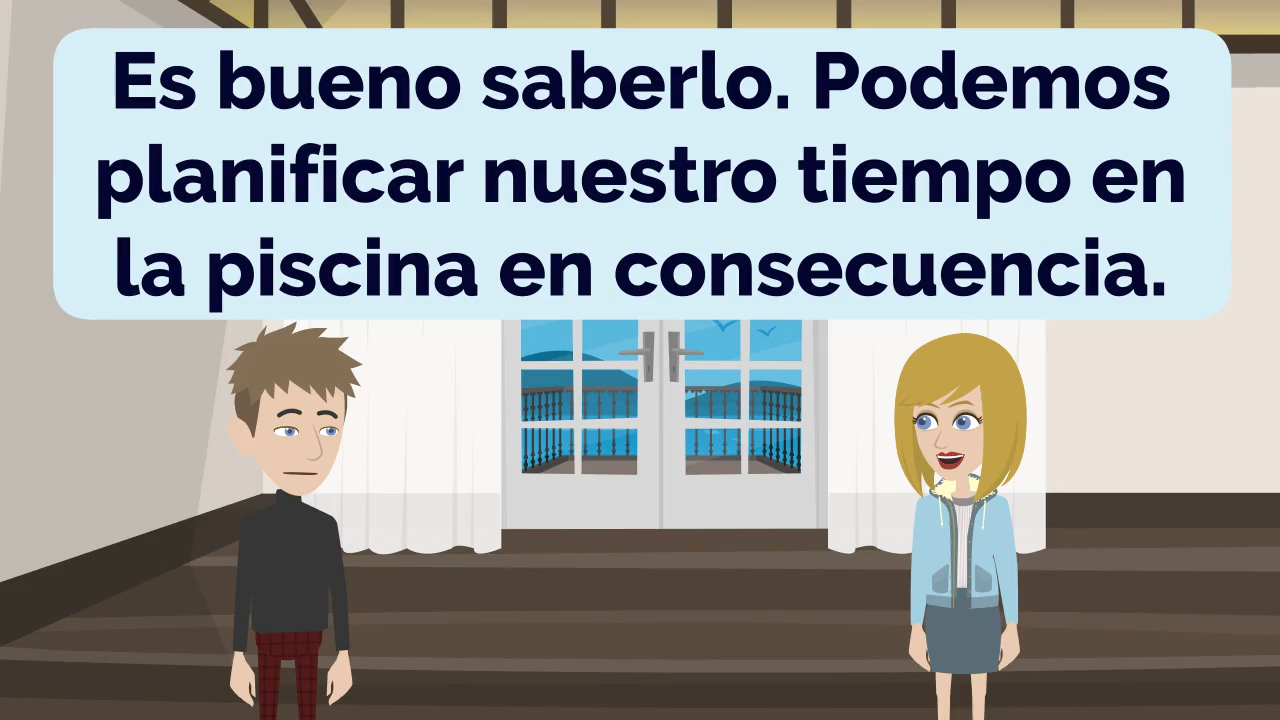 Es bueno saberlo. Podemos
planificar nuestro tiempo en
la piscina en consecuencia.